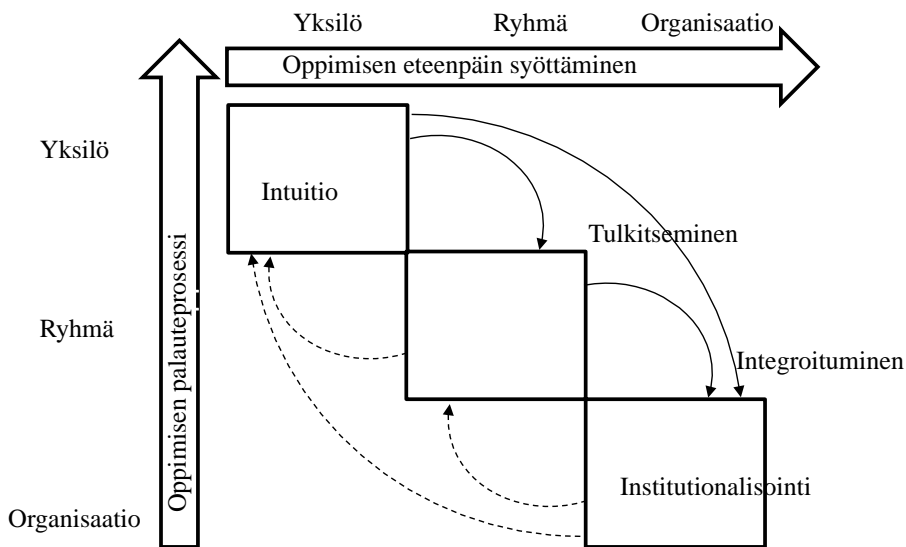 Yksilö Ryhmä Organisaatio
Oppimisen eteenpäin syöttäminen
Yksilö
Intuitio
Tulkitseminen
Oppimisen palauteprosessi
Ryhmä
Integroituminen
Institutionalisointi
Organisaatio